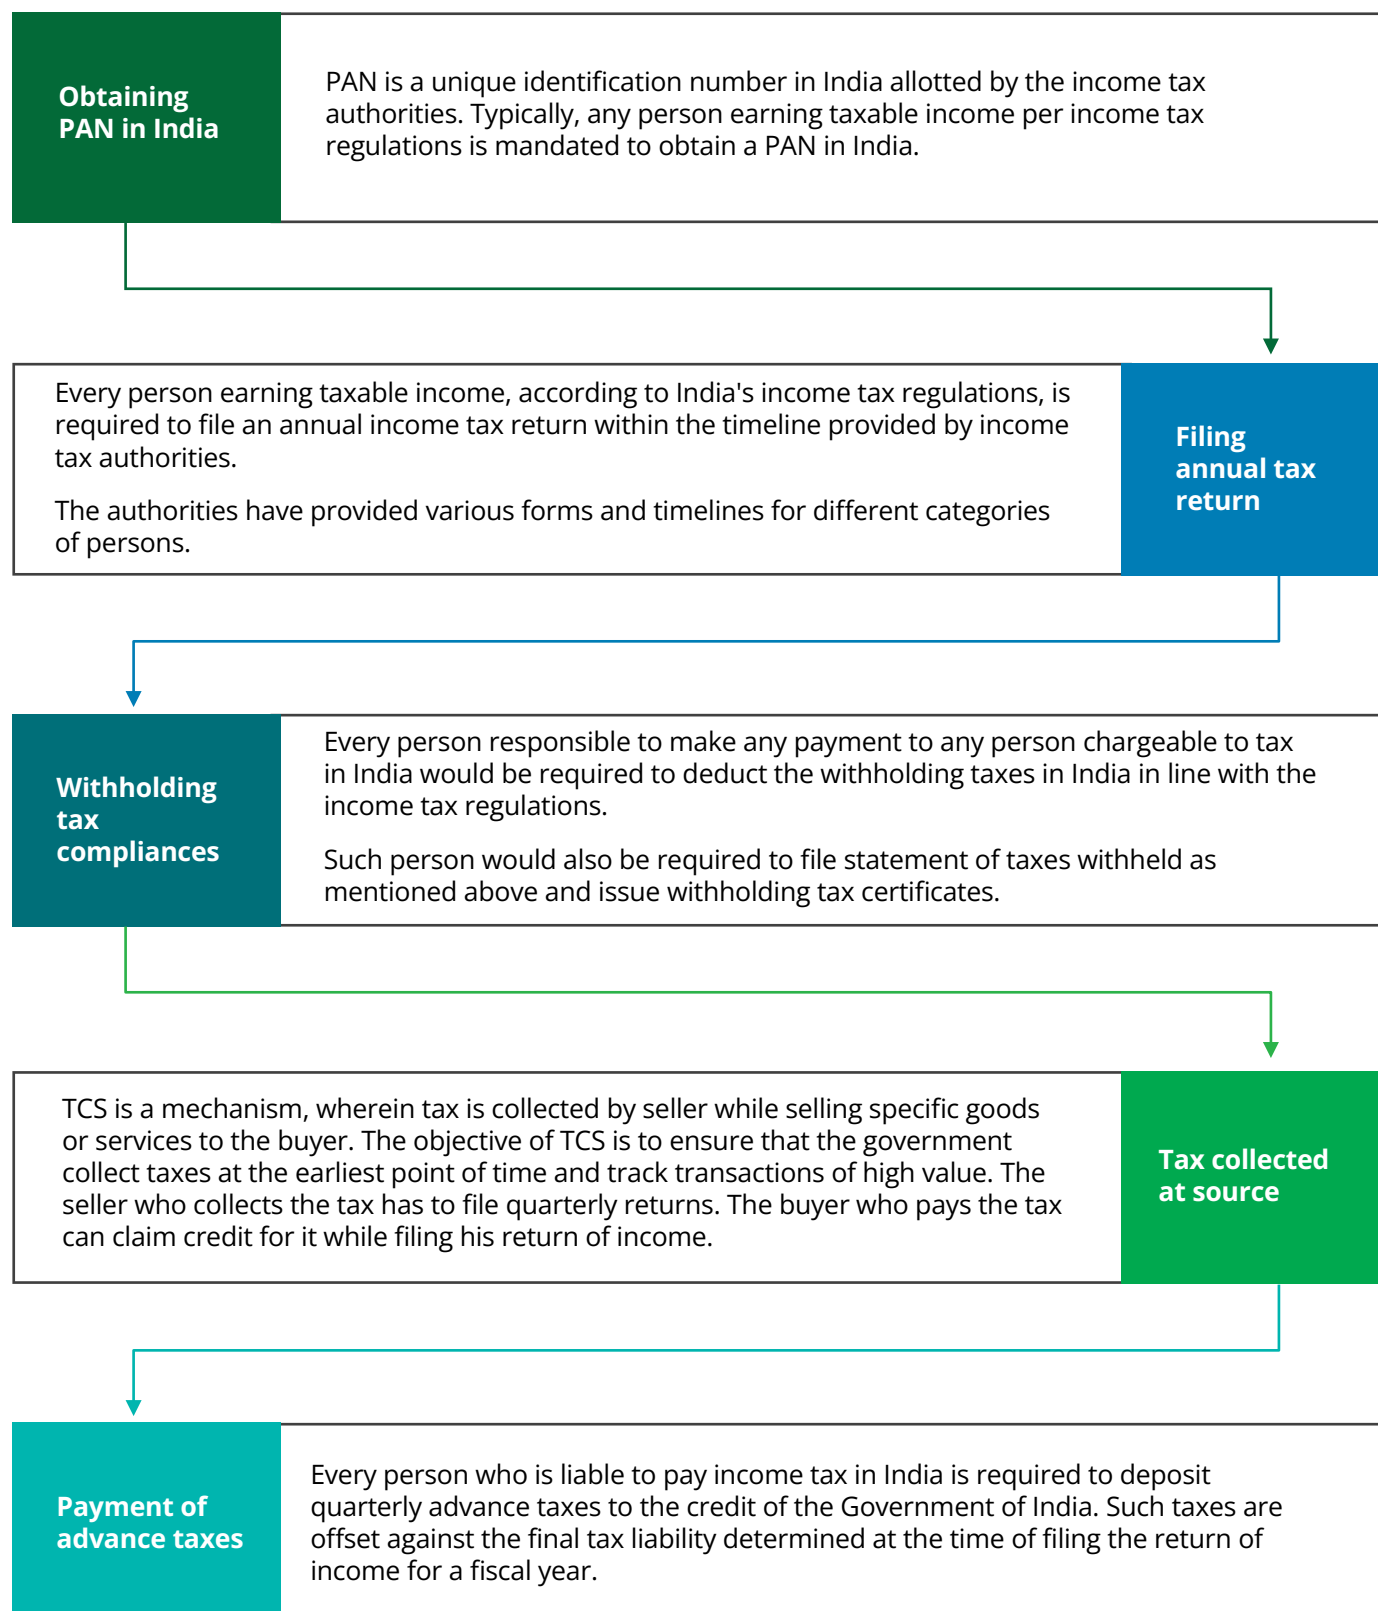 Obtaining
PAN in India
PAN is a unique identification number in India allotted by the income tax
authorities. Typically, any person earning taxable income per income tax
regulations is mandated to obtain a PAN in India.
Every person earning taxable income, according to India's income tax regulations, is
required to file an annual income tax return within the timeline provided by income
tax authorities.
The authorities have provided various forms and timelines for different categories
of persons.
Filing
annual tax
return
Withholding
tax
compliances
Every person responsible to make any payment to any person chargeable to tax
in India would be required to deduct the withholding taxes in India in line with the
income tax regulations.
Such person would also be required to file statement of taxes withheld as
mentioned above and issue withholding tax certificates.
TCS is a mechanism, wherein tax is collected by seller while selling specific goods
or services to the buyer. The objective of TCS is to ensure that the government
collect taxes at the earliest point of time and track transactions of high value. The
seller who collects the tax has to file quarterly returns. The buyer who pays the tax
can claim credit for it while filing his return of income.
Tax collected
at source
Payment of
advance taxes
Every person who is liable to pay income tax in India is required to deposit
quarterly advance taxes to the credit of the Government of India. Such taxes are
offset against the final tax liability determined at the time of filing the return of
income for a fiscal year.